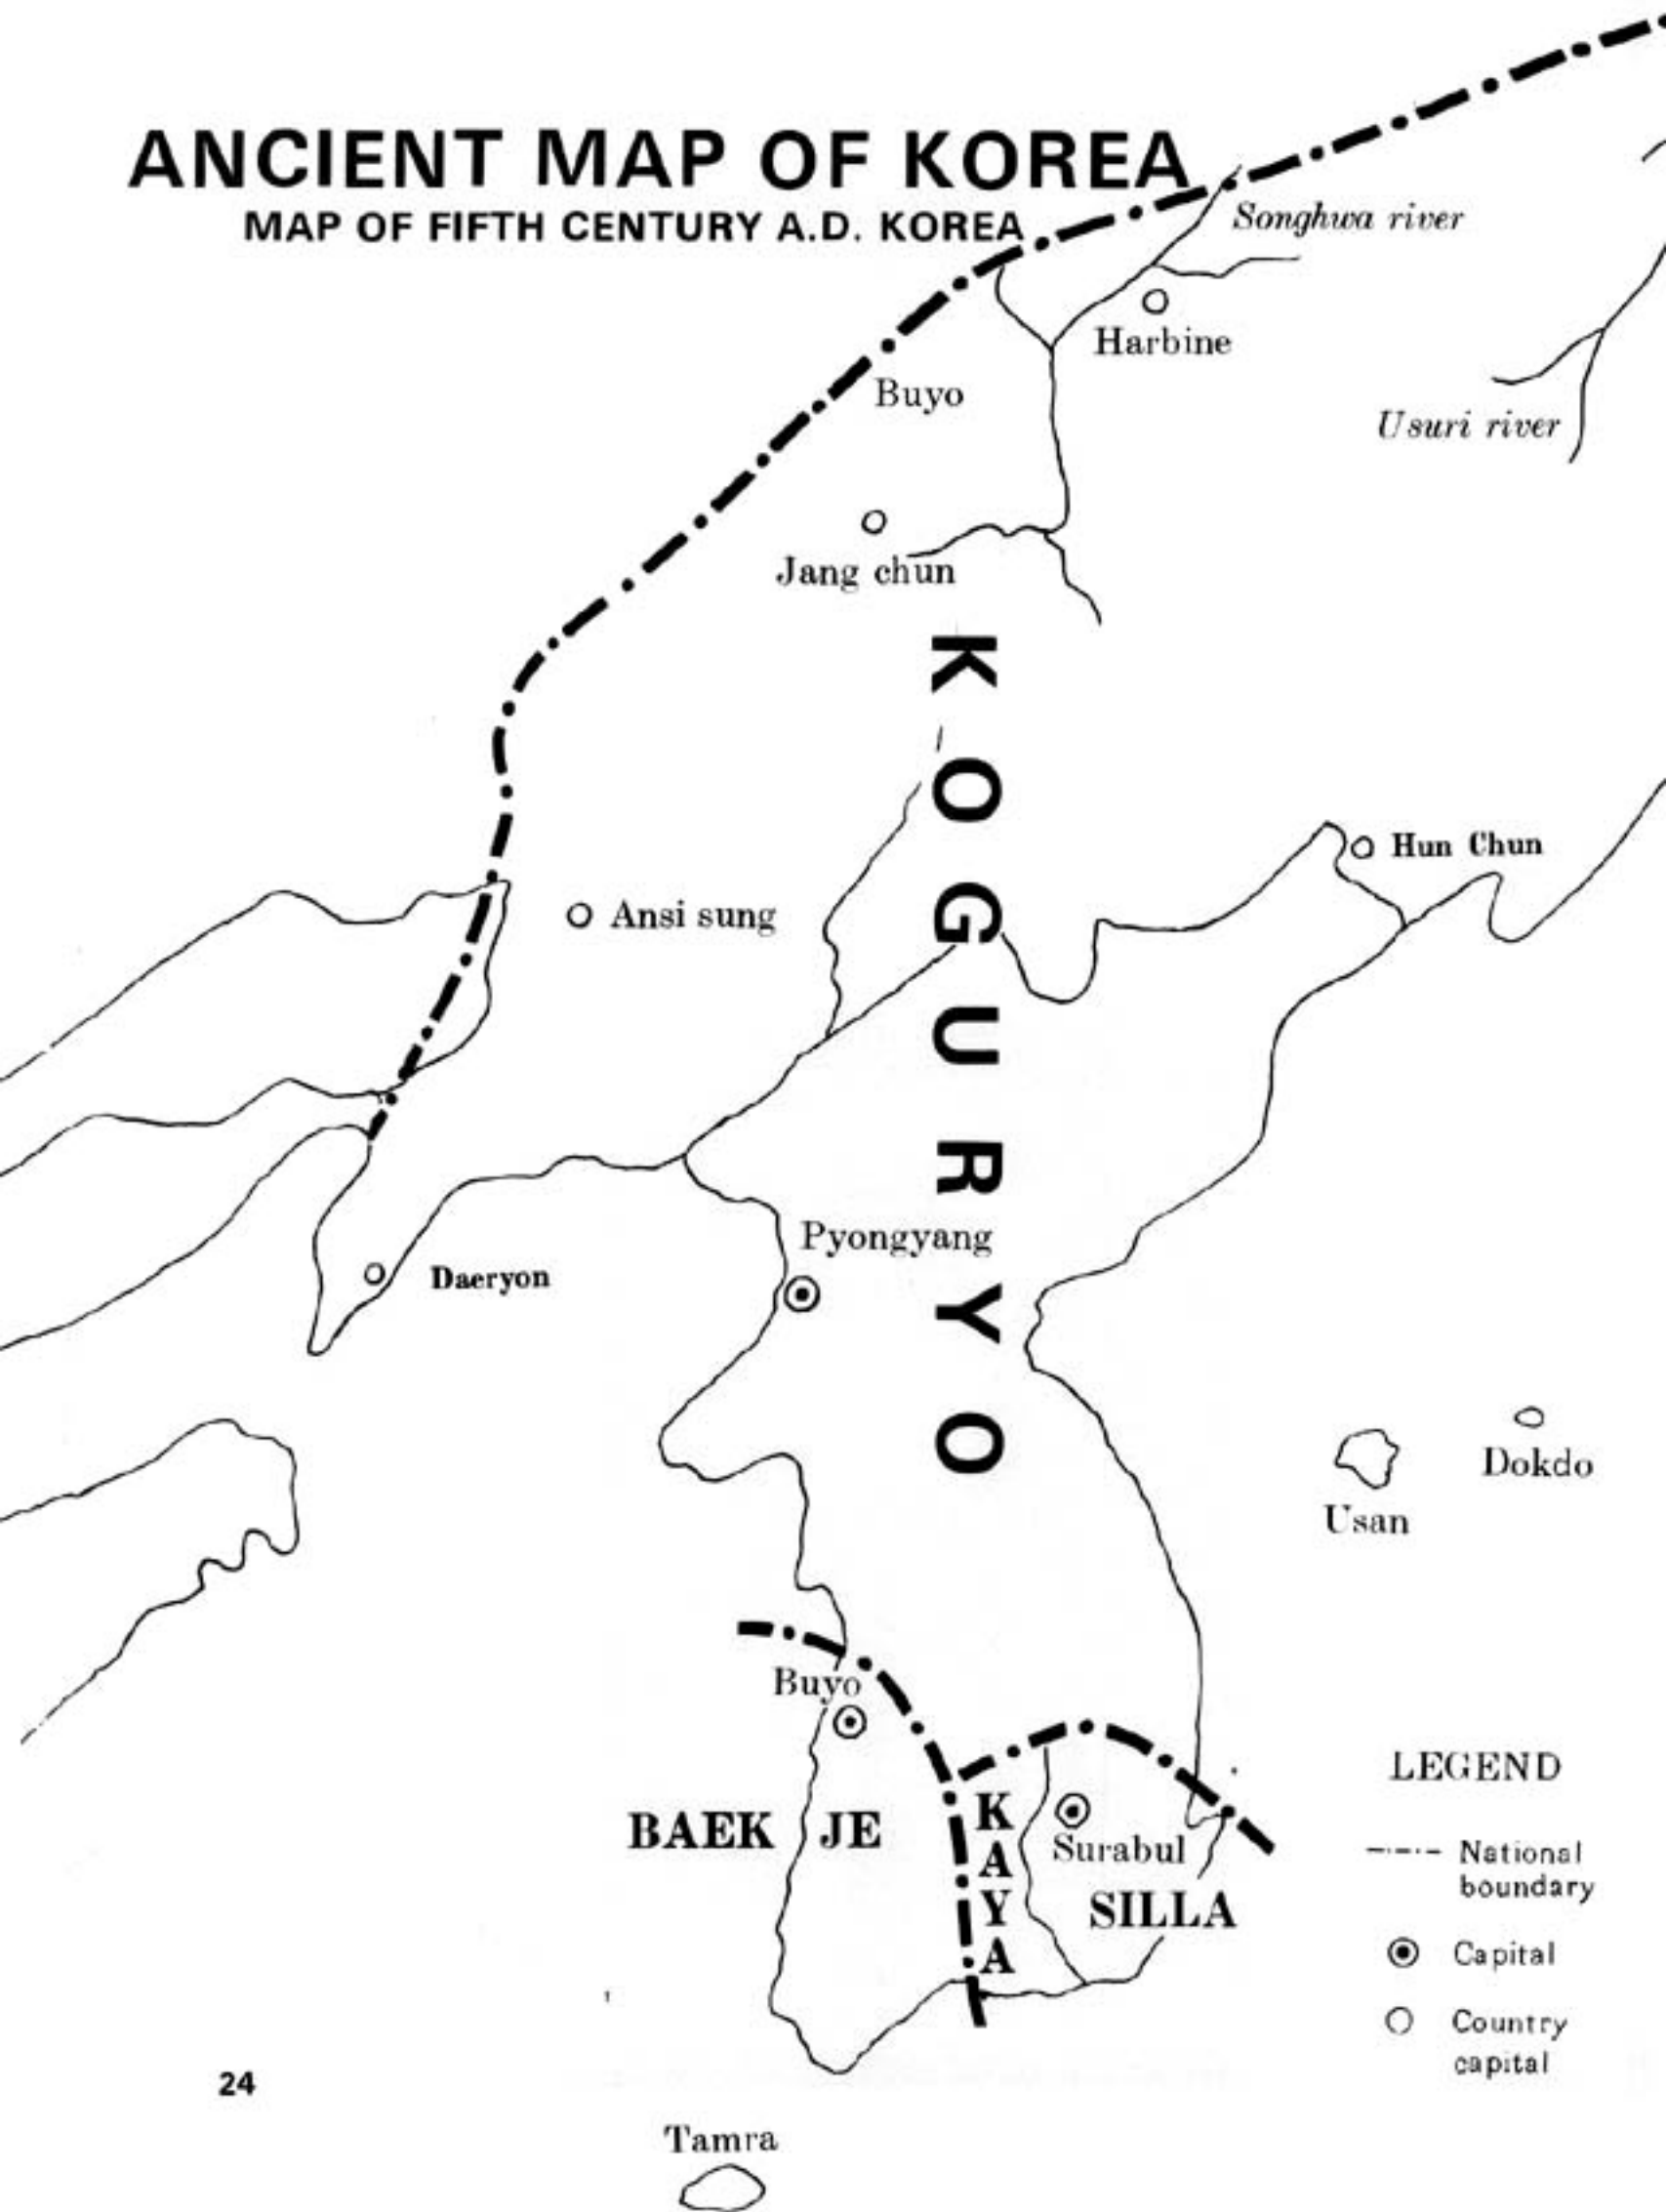 ANCIENT MAP OF KOREA
MAP OF FIFTH CENTURY A.D. KOREA
Songhwa river
Harbine
Buyo
Usuri river
Jang chun
KOGURYO
Hun Chun
Ansi sung
Pyongyang
Daeryon
Dokdo
Usan
Buyo
LEGEND
BAEK JE
KAYA
Surabul
SILLA
National
boundary
Capital
Country
capital
24
Tamra